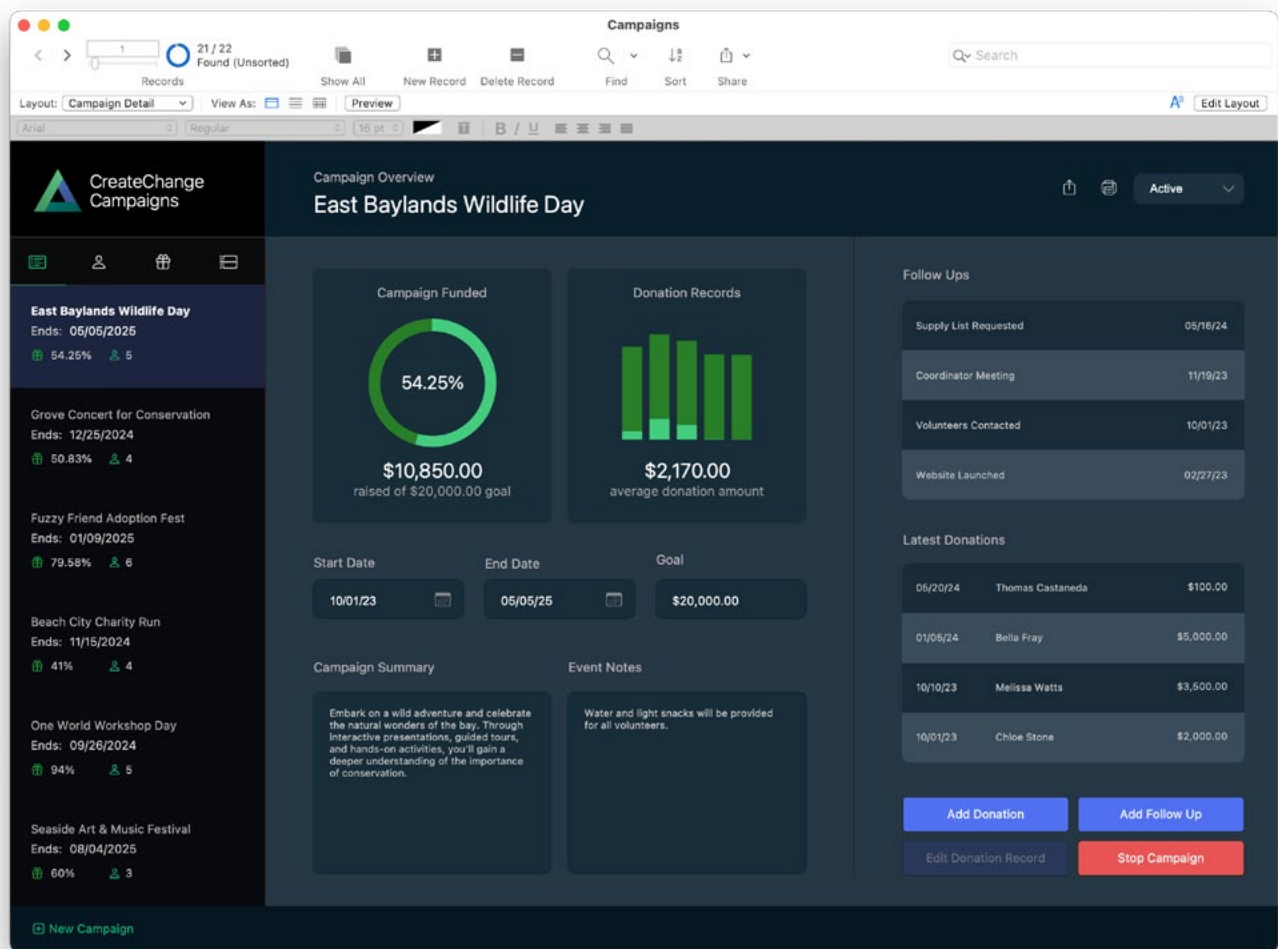 Campaigns
1
21 / 22
Found (Unsorted)
Records
Show All
New Record
Delete Record
Find
Sort
Share
Search
Layout: Campaign Detail
View As:
Preview
Aa
Edit Layout
Arial
Regular
16 pt
B I U
CreateChange
Campaigns
Campaign Overview
East Baylands Wildlife Day
Active
East Baylands Wildlife Day
Ends: 05/05/2025
54.25% 5
Grove Concert for Conservation
Ends: 12/25/2024
50.83% 4
Fuzzy Friend Adoption Fest
Ends: 01/09/2025
79.58% 6
Beach City Charity Run
Ends: 11/15/2024
41% 4
One World Workshop Day
Ends: 09/26/2024
94% 5
Seaside Art & Music Festival
Ends: 08/04/2025
60% 3
New Campaign
Campaign Funded
54.25%
$10,850.00
raised of $20,000.00 goal
Donation Records
$2,170.00
average donation amount
Start Date
10/01/23
End Date
05/05/25
Goal
$20,000.00
Campaign Summary
Embark on a wild adventure and celebrate
the natural wonders of the bay. Through
interactive presentations, guided tours,
and hands-on activities, you'll gain a
deeper understanding of the importance
of conservation.
Event Notes
Water and light snacks will be provided
for all volunteers.
Follow Ups
Supply List Requested 05/16/24
Coordinator Meeting 11/19/23
Volunteers Contacted 10/01/23
Website Launched 02/27/23
Latest Donations
05/20/24 Thomas Castaneda $100.00
01/05/24 Bella Fray $5,000.00
10/10/23 Melissa Watts $3,500.00
10/01/23 Chloe Stone $2,000.00
Add Donation
Add Follow Up
Edit Donation Record
Stop Campaign